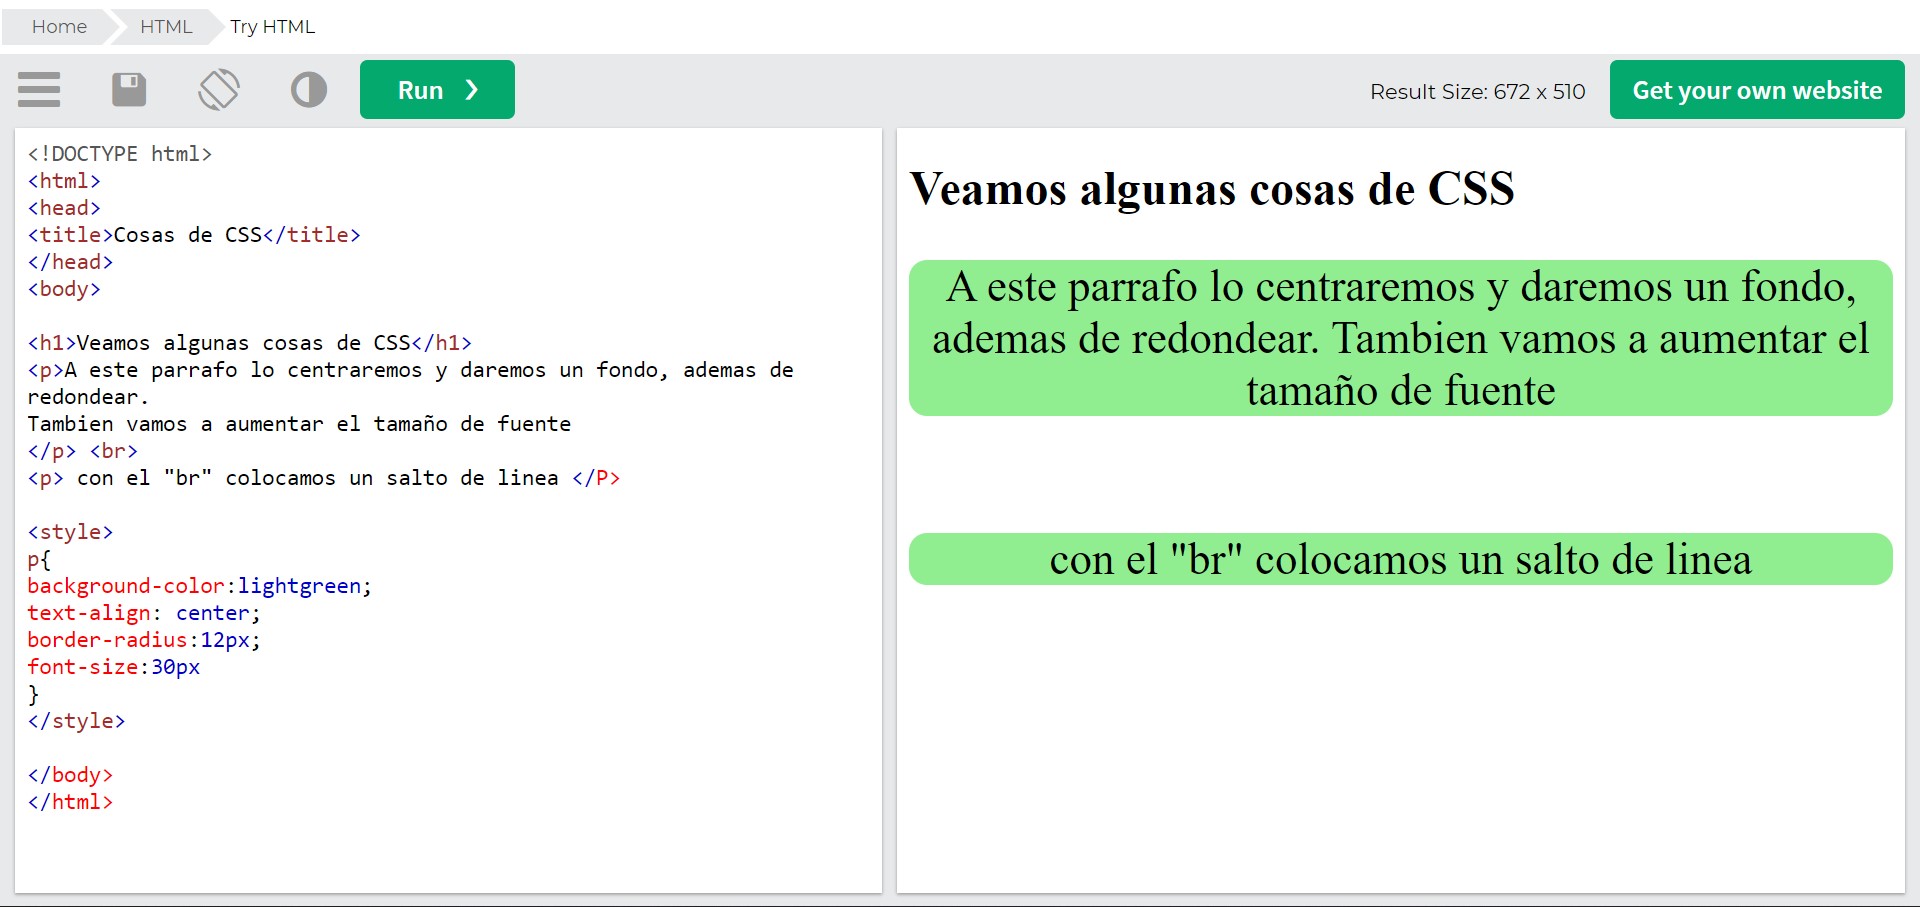 Home HTML Try HTML
Run ❯ Result Size: 672 x 510 Get your own website
<!DOCTYPE html>
<html>
<head>
<title>Cosas de CSS</title>
</head>
<body>
<h1>Veamos algunas cosas de CSS</h1>
<p>A este parrafo lo centraremos y daremos un fondo, ademas de
redondear.
Tambien vamos a aumentar el tamaño de fuente
</p> <br>
<p> con el "br" colocamos un salto de linea </P>
<style>
p{
background-color:lightgreen;
text-align: center;
border-radius:12px;
font-size:30px
}
</style>
</body>
</html>
Veamos algunas cosas de CSS
A este parrafo lo centraremos y daremos un fondo,
ademas de redondear. Tambien vamos a aumentar el
tamaño de fuente
con el "br" colocamos un salto de linea